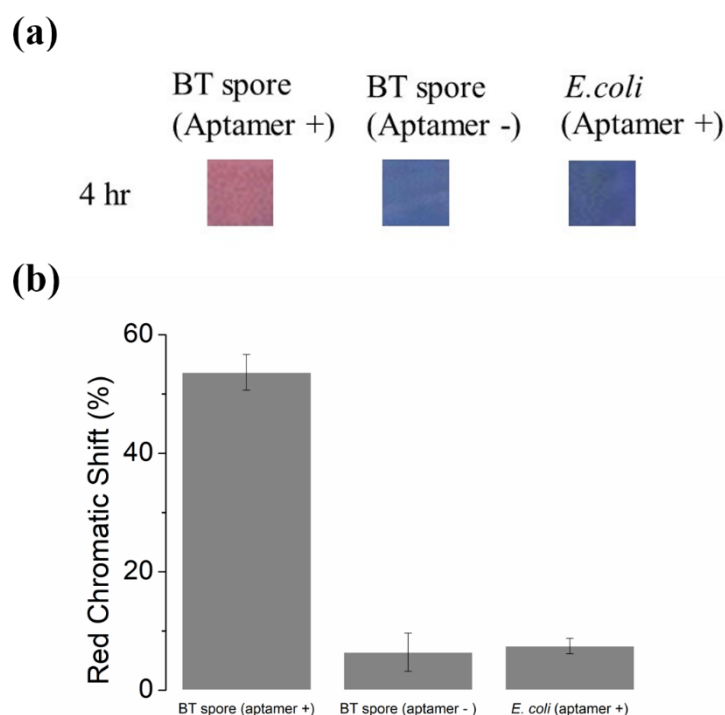 (a)
BT spore BT spore E.coli
(Aptamer +) (Aptamer -) (Aptamer +)
4 hr
(b)
Red Chromatic Shift (%)
60
40
20
0
BT spore (aptamer +) BT spore (aptamer - ) E. coli (aptamer +)